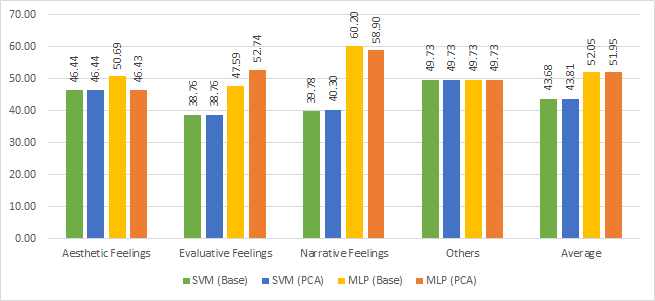 70.00
60.00
50.00
40.00
30.00
20.00
10.00
0.00
46.44 46.44 50.69 46.43
38.76 38.76 47.59 52.74
39.78 40.30 60.20 58.90
49.73 49.73 49.73 49.73
43.68 43.81 52.05 51.95
Aesthetic Feelings Evaluative Feelings Narrative Feelings Others Average
SVM (Base) SVM (PCA) MLP (Base) MLP (PCA)